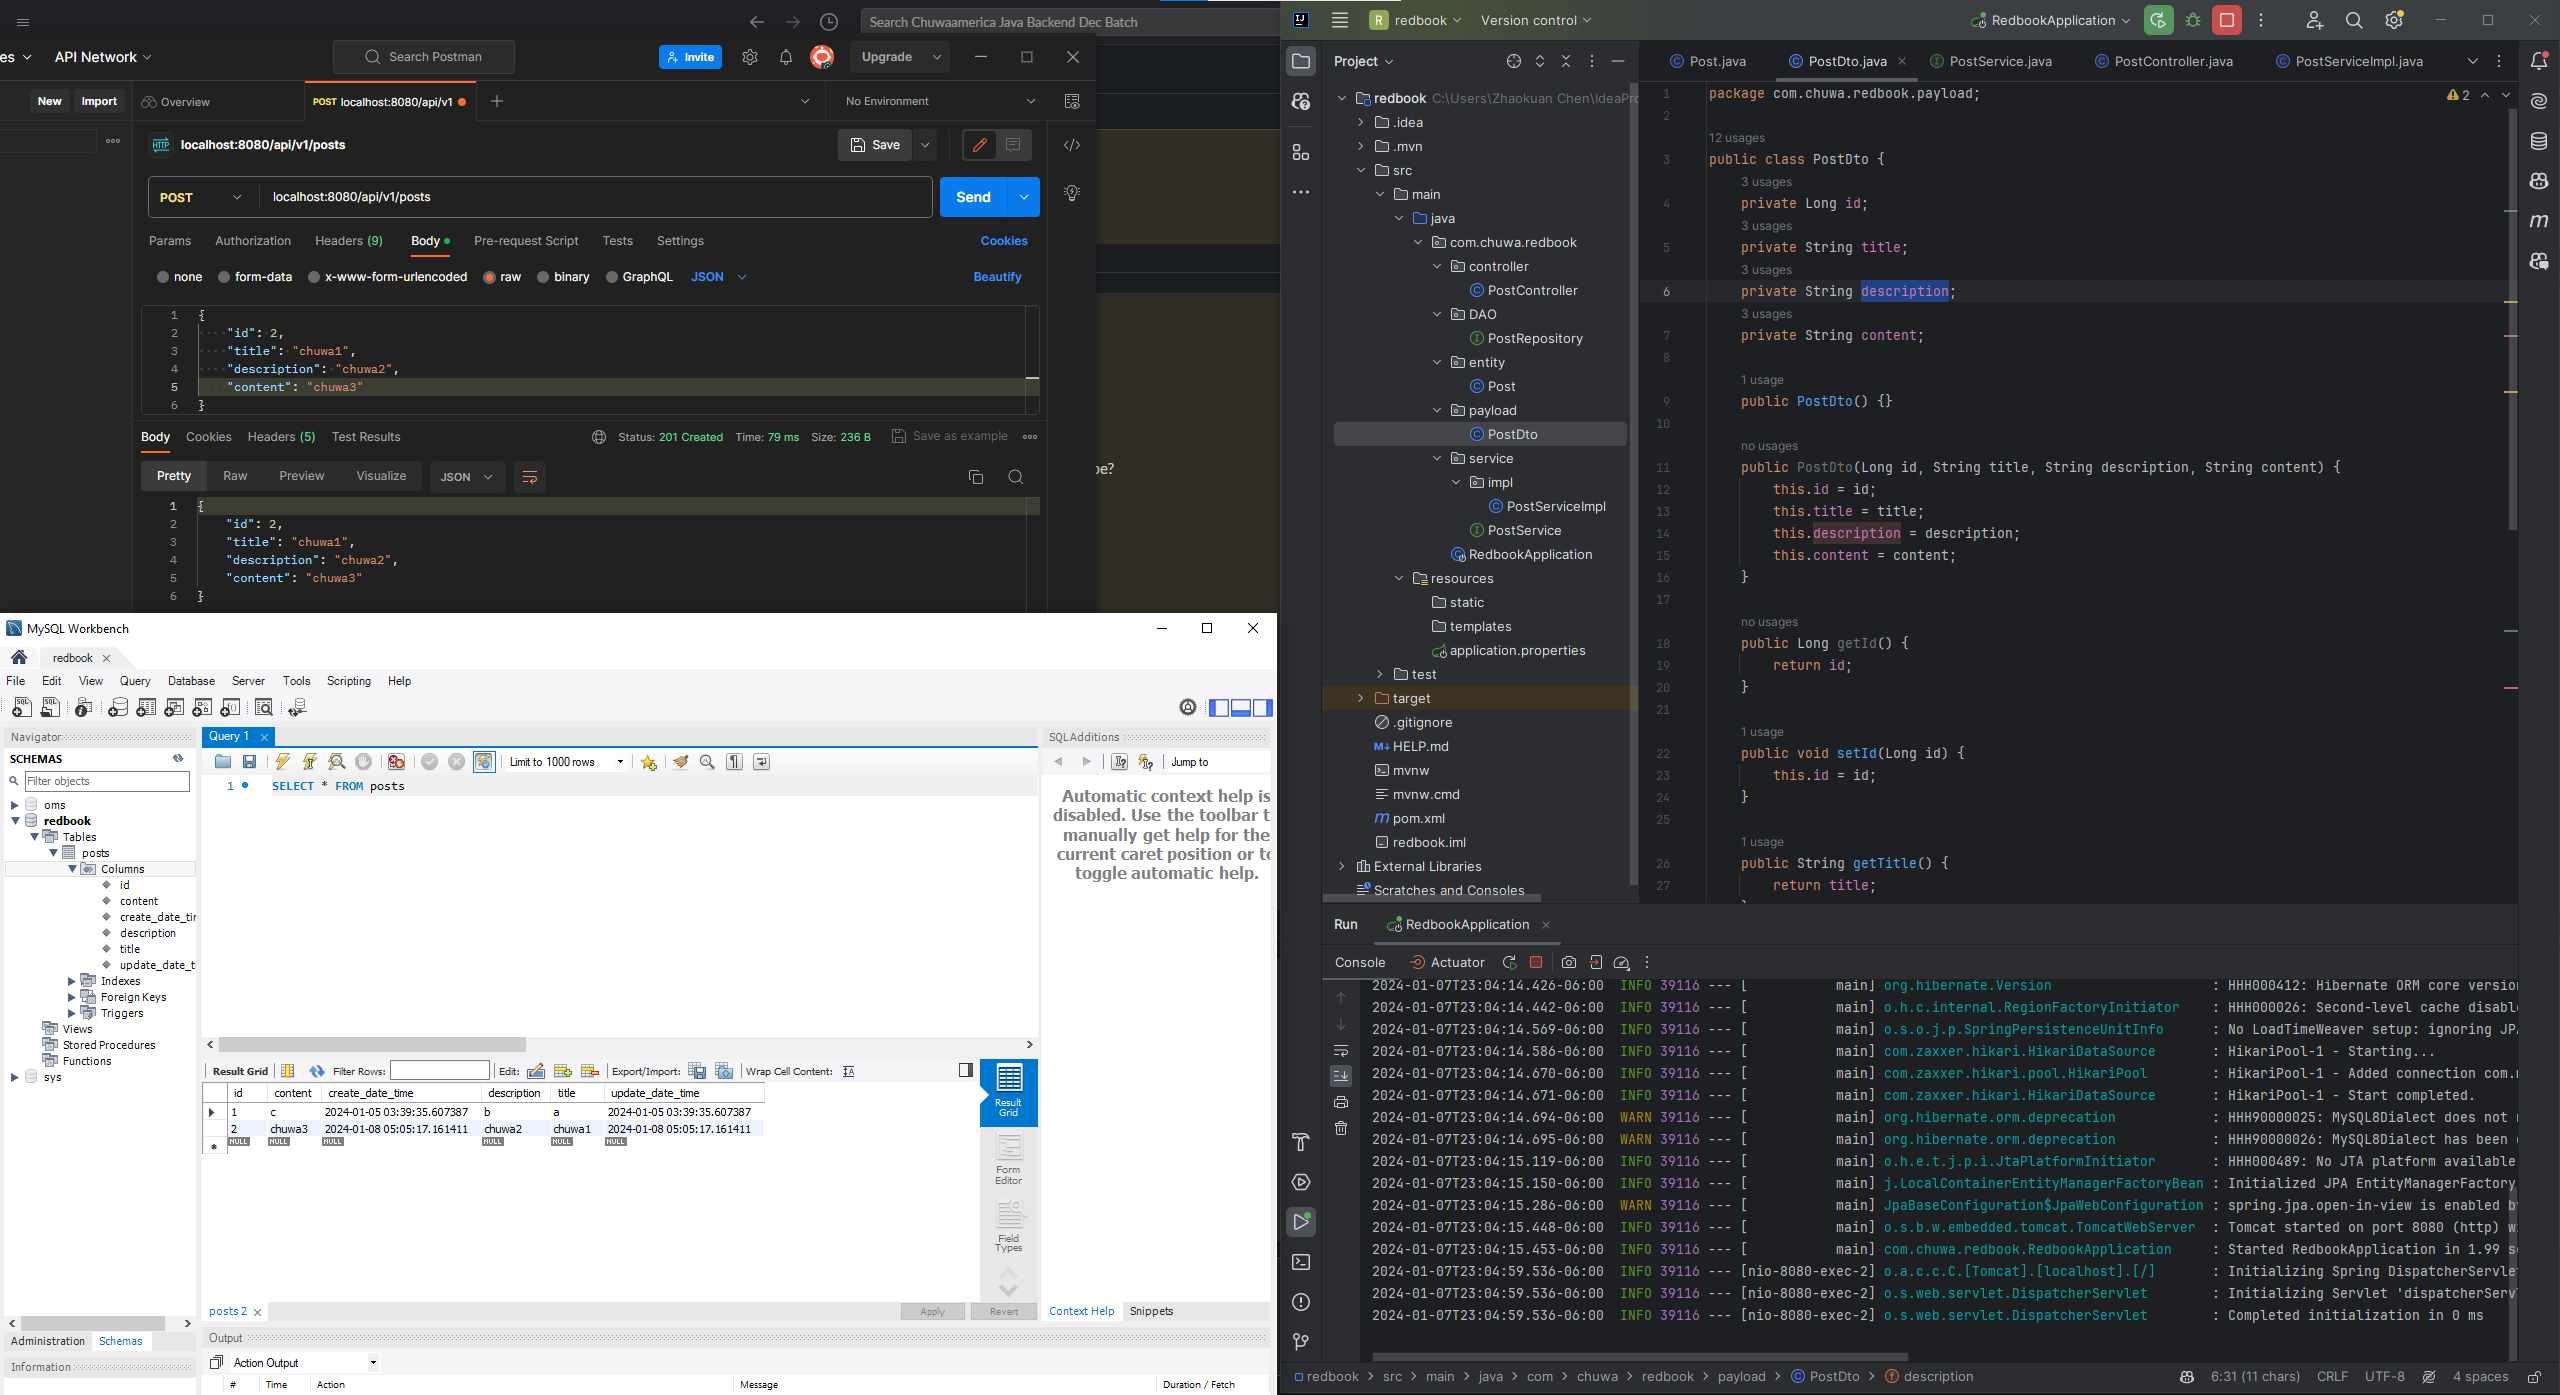 Search Chuwaamerica Java Backend Dec Batch
es
API Network
Search Postman
Invite
Upgrade
New
Import
Overview
POST localhost:8080/api/v1
No Environment
HTTP
localhost:8080/api/v1/posts
Save
POST
localhost:8080/api/v1/posts
Send
Params
Authorization
Headers (9)
Body
Pre-request Script
Tests
Settings
Cookies
none
form-data
x-www-form-urlencoded
raw
binary
GraphQL
JSON
Beautify
1 {
2 "id": 2,
3 "title": "chuwa1",
4 "description": "chuwa2",
5 "content": "chuwa3"
6 }
Body
Cookies
Headers (5)
Test Results
Status: 201 Created
Time: 79 ms
Size: 236 B
Save as example
Pretty
Raw
Preview
Visualize
JSON
1 {
2 "id": 2,
3 "title": "chuwa1",
4 "description": "chuwa2",
5 "content": "chuwa3"
6 }
pe?
MySQL Workbench
redbook
File
Edit
View
Query
Database
Server
Tools
Scripting
Help
Navigator
SCHEMAS
Filter objects
oms
redbook
Tables
posts
Columns
id
content
create_date_tir
description
title
update_date_t
Indexes
Foreign Keys
Triggers
Views
Stored Procedures
Functions
sys
Administration
Schemas
Information
Query 1
Limit to 1000 rows
1 SELECT * FROM posts
SQLAdditions
Jump to
Automatic context help is
disabled. Use the toolbar t
manually get help for the
current caret position or to
toggle automatic help.
Result Grid
Filter Rows:
Edit:
Export/Import:
Wrap Cell Content:
id content create_date_time description title update_date_time
1 c 2024-01-05 03:39:35.607387 b a 2024-01-05 03:39:35.607387
2 chuwa3 2024-01-08 05:05:17.161411 chuwa2 chuwa1 2024-01-08 05:05:17.161411
NULL NULL NULL NULL NULL NULL
Result
Grid
Form
Editor
Field
Types
posts 2
Apply
Revert
Context Help
Snippets
Output
Action Output
# Time Action Message Duration / Fetch
R redbook
Version control
RedbookApplication
Project
redbook C:\Users\Zhaokuan Chen\IdeaPro
.idea
.mvn
src
main
java
com.chuwa.redbook
controller
PostController
DAO
PostRepository
entity
Post
payload
PostDto
service
impl
PostServiceImpl
PostService
RedbookApplication
resources
static
templates
application.properties
test
target
.gitignore
HELP.md
mvnw
mvnw.cmd
pom.xml
redbook.iml
External Libraries
Scratches and Consoles
Post.java
PostDto.java
PostService.java
PostController.java
PostServiceImpl.java
2
1 package com.chuwa.redbook.payload;
2
12 usages
3 public class PostDto {
3 usages
4 private Long id;
3 usages
5 private String title;
3 usages
6 private String description;
3 usages
7 private String content;
8
1 usage
9 public PostDto() {}
10
no usages
11 public PostDto(Long id, String title, String description, String content) {
12 this.id = id;
13 this.title = title;
14 this.description = description;
15 this.content = content;
16 }
17
no usages
18 public Long getId() {
19 return id;
20 }
21
1 usage
22 public void setId(Long id) {
23 this.id = id;
24 }
25
1 usage
26 public String getTitle() {
27 return title;
Run
RedbookApplication
Console
Actuator
2024-01-07T23:04:14.426-06:00 INFO 39116 --- [ main] org.hibernate.Version : HHH000412: Hibernate ORM core version
2024-01-07T23:04:14.442-06:00 INFO 39116 --- [ main] o.h.c.internal.RegionFactoryInitiator : HHH000026: Second-level cache disable
2024-01-07T23:04:14.569-06:00 INFO 39116 --- [ main] o.s.o.j.p.SpringPersistenceUnitInfo : No LoadTimeWeaver setup: ignoring JPA
2024-01-07T23:04:14.586-06:00 INFO 39116 --- [ main] com.zaxxer.hikari.HikariDataSource : HikariPool-1 - Starting...
2024-01-07T23:04:14.670-06:00 INFO 39116 --- [ main] com.zaxxer.hikari.pool.HikariPool : HikariPool-1 - Added connection com.m
2024-01-07T23:04:14.671-06:00 INFO 39116 --- [ main] com.zaxxer.hikari.HikariDataSource : HikariPool-1 - Start completed.
2024-01-07T23:04:14.694-06:00 WARN 39116 --- [ main] org.hibernate.orm.deprecation : HHH90000025: MySQL8Dialect does not n
2024-01-07T23:04:14.695-06:00 WARN 39116 --- [ main] org.hibernate.orm.deprecation : HHH90000026: MySQL8Dialect has been
2024-01-07T23:04:15.119-06:00 INFO 39116 --- [ main] o.h.e.t.j.p.i.JtaPlatformInitiator : HHH000489: No JTA platform available
2024-01-07T23:04:15.150-06:00 INFO 39116 --- [ main] j.LocalContainerEntityManagerFactoryBean : Initialized JPA EntityManagerFactory
2024-01-07T23:04:15.286-06:00 WARN 39116 --- [ main] JpaBaseConfiguration$JpaWebConfiguration : spring.jpa.open-in-view is enabled b
2024-01-07T23:04:15.448-06:00 INFO 39116 --- [ main] o.s.b.w.embedded.tomcat.TomcatWebServer : Tomcat started on port 8080 (http) w
2024-01-07T23:04:15.453-06:00 INFO 39116 --- [ main] com.chuwa.redbook.RedbookApplication : Started RedbookApplication in 1.99 s
2024-01-07T23:04:59.536-06:00 INFO 39116 --- [nio-8080-exec-2] o.a.c.c.C.[Tomcat].[localhost].[/] : Initializing Spring DispatcherServlet
2024-01-07T23:04:59.536-06:00 INFO 39116 --- [nio-8080-exec-2] o.s.web.servlet.DispatcherServlet : Initializing Servlet 'dispatcherServl
2024-01-07T23:04:59.536-06:00 INFO 39116 --- [nio-8080-exec-2] o.s.web.servlet.DispatcherServlet : Completed initialization in 0 ms
redbook > src > main > java > com > chuwa > redbook > payload > PostDto > description
6:31 (11 chars)
CRLF
UTF-8
4 spaces